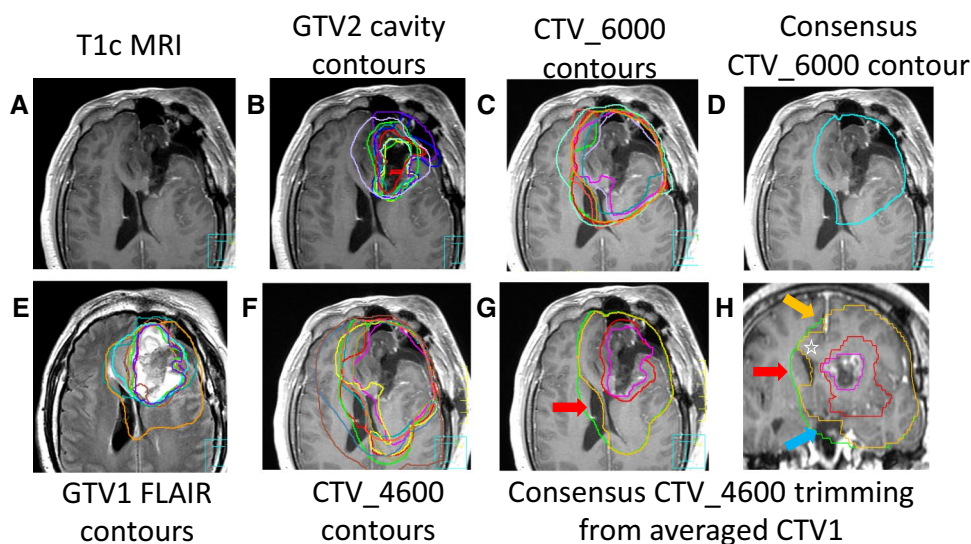 T1c MRI
GTV2 cavity
contours
CTV_6000
contours
Consensus
CTV_6000 contour
A
B
C
D
E
F
G
H
GTV1 FLAIR
contours
CTV_4600
contours
Consensus CTV_4600 trimming
from averaged CTV1